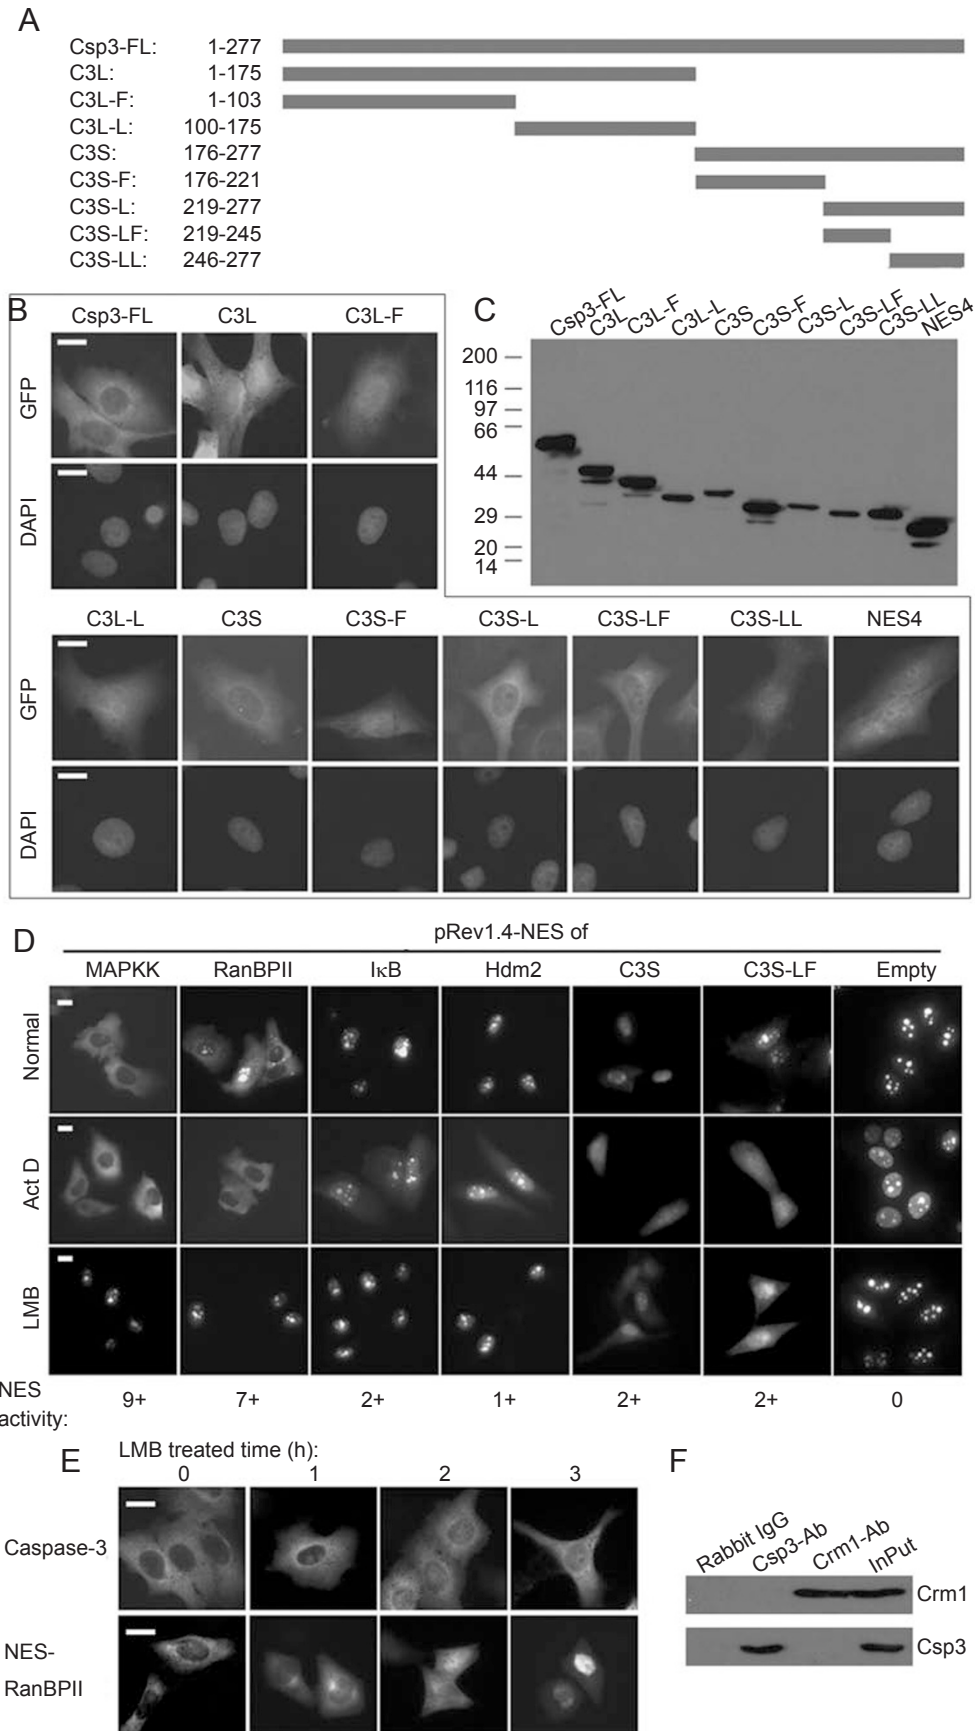 A
Csp3-FL: 1-277
C3L: 1-175
C3L-F: 1-103
C3L-L: 100-175
C3S: 176-277
C3S-F: 176-221
C3S-L: 219-277
C3S-LF: 219-245
C3S-LL: 246-277
B
Csp3-FL C3L C3L-F
GFP
DAPI
C3L-L C3S C3S-F C3S-L C3S-LF C3S-LL NES4
GFP
DAPI
C
Csp3-FL C3L C3L-F C3L-L C3S C3S-F C3S-L C3S-LF C3S-LL NES4
200
116
97
66
44
29
20
14
D
pRev1.4-NES of
MAPKK RanBPII IκB Hdm2 C3S C3S-LF Empty
Normal
Act D
LMB
NES activity: 9+ 7+ 2+ 1+ 2+ 2+ 0
E
LMB treated time (h):
0 1 2 3
Caspase-3
NES-
RanBPII
F
Rabbit IgG Csp3-Ab Crm1-Ab InPut
Crm1
Csp3